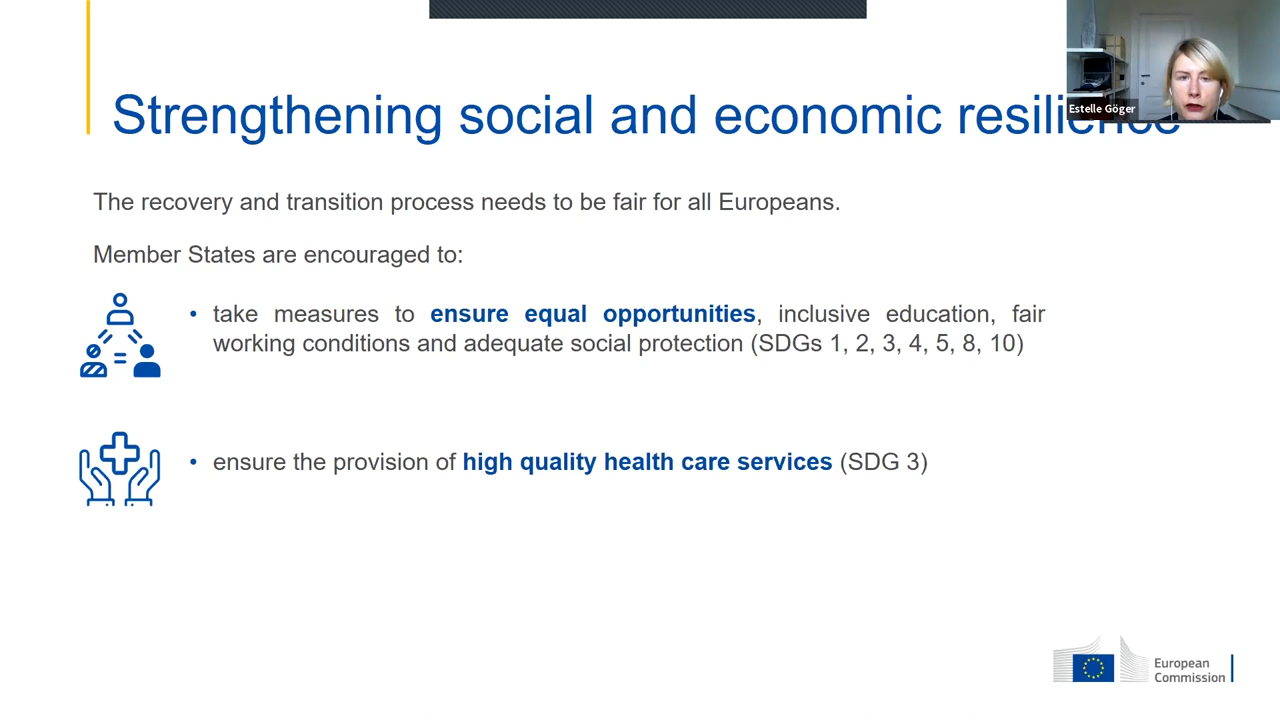 Strengthening social and economic resilience
Estelle Göger
The recovery and transition process needs to be fair for all Europeans.
Member States are encouraged to:
• take measures to ensure equal opportunities, inclusive education, fair
working conditions and adequate social protection (SDGs 1, 2, 3, 4, 5, 8, 10)
• ensure the provision of high quality health care services (SDG 3)
European
Commission